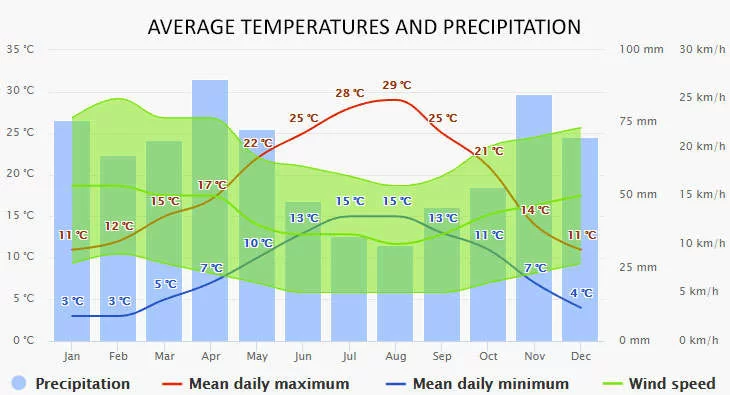 AVERAGE TEMPERATURES AND PRECIPITATION
35 °C 100 mm 30 km/h
30 °C 25 km/h
25 °C 75 mm
20 °C 20 km/h
15 °C 50 mm 15 km/h
10 °C 10 km/h
5 °C 25 mm 5 km/h
0 °C 0 mm 0 km/h
11 °C 12 °C 15 °C 17 °C 22 °C 25 °C 28 °C 29 °C 25 °C 21 °C 14 °C 11 °C
3 °C 3 °C 5 °C 7 °C 10 °C 13 °C 15 °C 15 °C 13 °C 11 °C 7 °C 4 °C
Jan Feb Mar Apr May Jun Jul Aug Sep Oct Nov Dec
Precipitation Mean daily maximum Mean daily minimum Wind speed